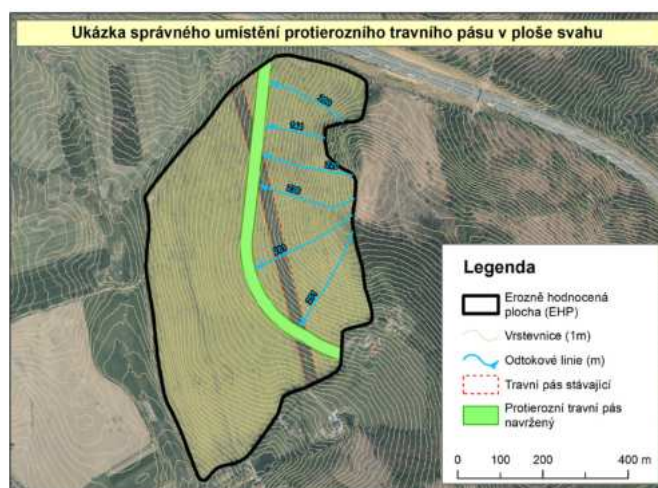 Ukázka správného umístění protierozního travního pásu v ploše svahu
Legenda
Erozně hodnocená
plocha (EHP)
Vrstevnice (1m)
Odtokové linie (m)
Travní pás stávající
Protierozní travní pás
navržený
0 100 200 400 m